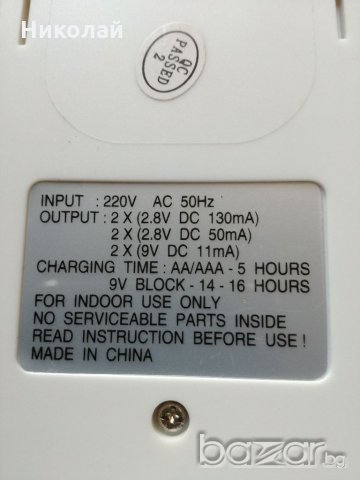 Николай
QC
PASSED
2
INPUT : 220V AC 50Hz
OUTPUT : 2 X (2.8V DC 130mA)
2 X (2.8V DC 50mA)
2 X (9V DC 11mA)
CHARGING TIME : AA/AAA - 5 HOURS
9V BLOCK - 14 - 16 HOURS
FOR INDOOR USE ONLY
NO SERVICEABLE PARTS INSIDE
READ INSTRUCTION BEFORE USE !
MADE IN CHINA
bazar.bg